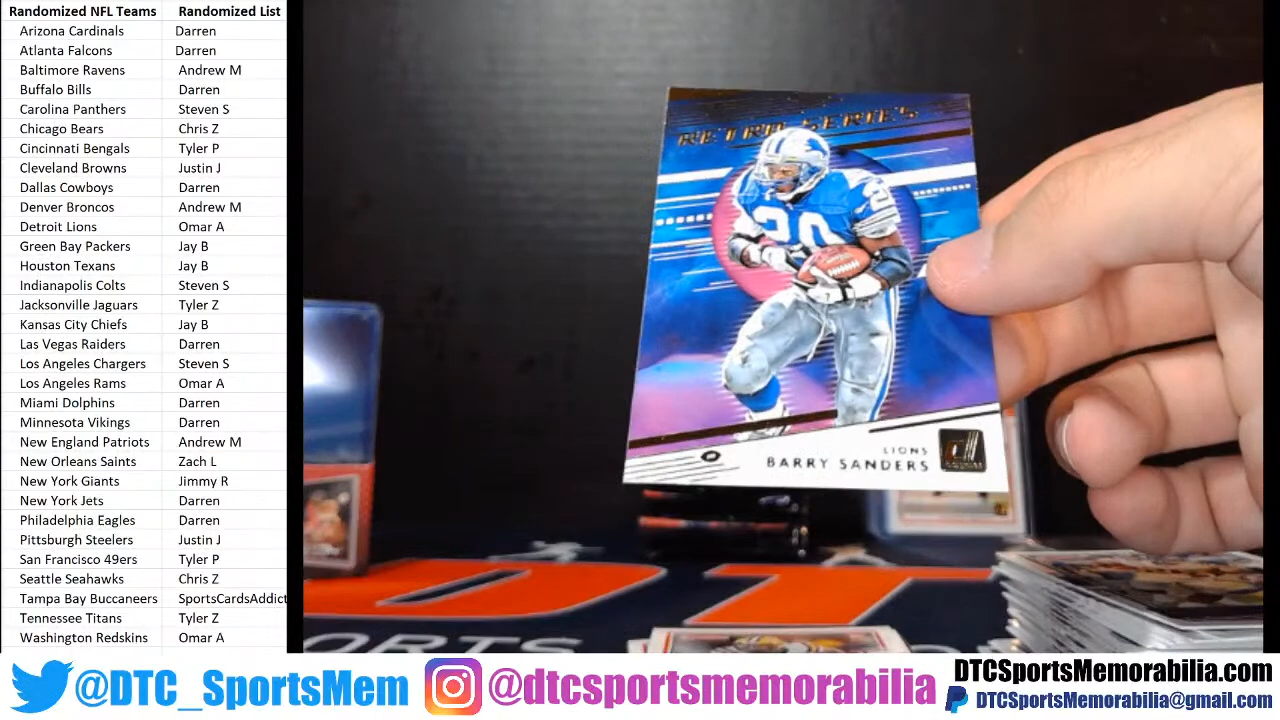 Randomized NFL Teams Randomized List
Arizona Cardinals Darren
Atlanta Falcons Darren
Baltimore Ravens Andrew M
Buffalo Bills Darren
Carolina Panthers Steven S
Chicago Bears Chris Z
Cincinnati Bengals Tyler P
Cleveland Browns Justin J
Dallas Cowboys Darren
Denver Broncos Andrew M
Detroit Lions Omar A
Green Bay Packers Jay B
Houston Texans Jay B
Indianapolis Colts Steven S
Jacksonville Jaguars Tyler Z
Kansas City Chiefs Jay B
Las Vegas Raiders Darren
Los Angeles Chargers Steven S
Los Angeles Rams Omar A
Miami Dolphins Darren
Minnesota Vikings Darren
New England Patriots Andrew M
New Orleans Saints Zach L
New York Giants Jimmy R
New York Jets Darren
Philadelphia Eagles Darren
Pittsburgh Steelers Justin J
San Francisco 49ers Tyler P
Seattle Seahawks Chris Z
Tampa Bay Buccaneers SportsCardsAddict
Tennessee Titans Tyler Z
Washington Redskins Omar A
RETRO SERIES
20
20
LIONS
BARRY SANDERS
DT
ORTS
@DTC_SportsMem
@dtcsportsmemorabilia
DTCSportsMemorabilia.com
DTCSportsMemorabilia@gmail.com